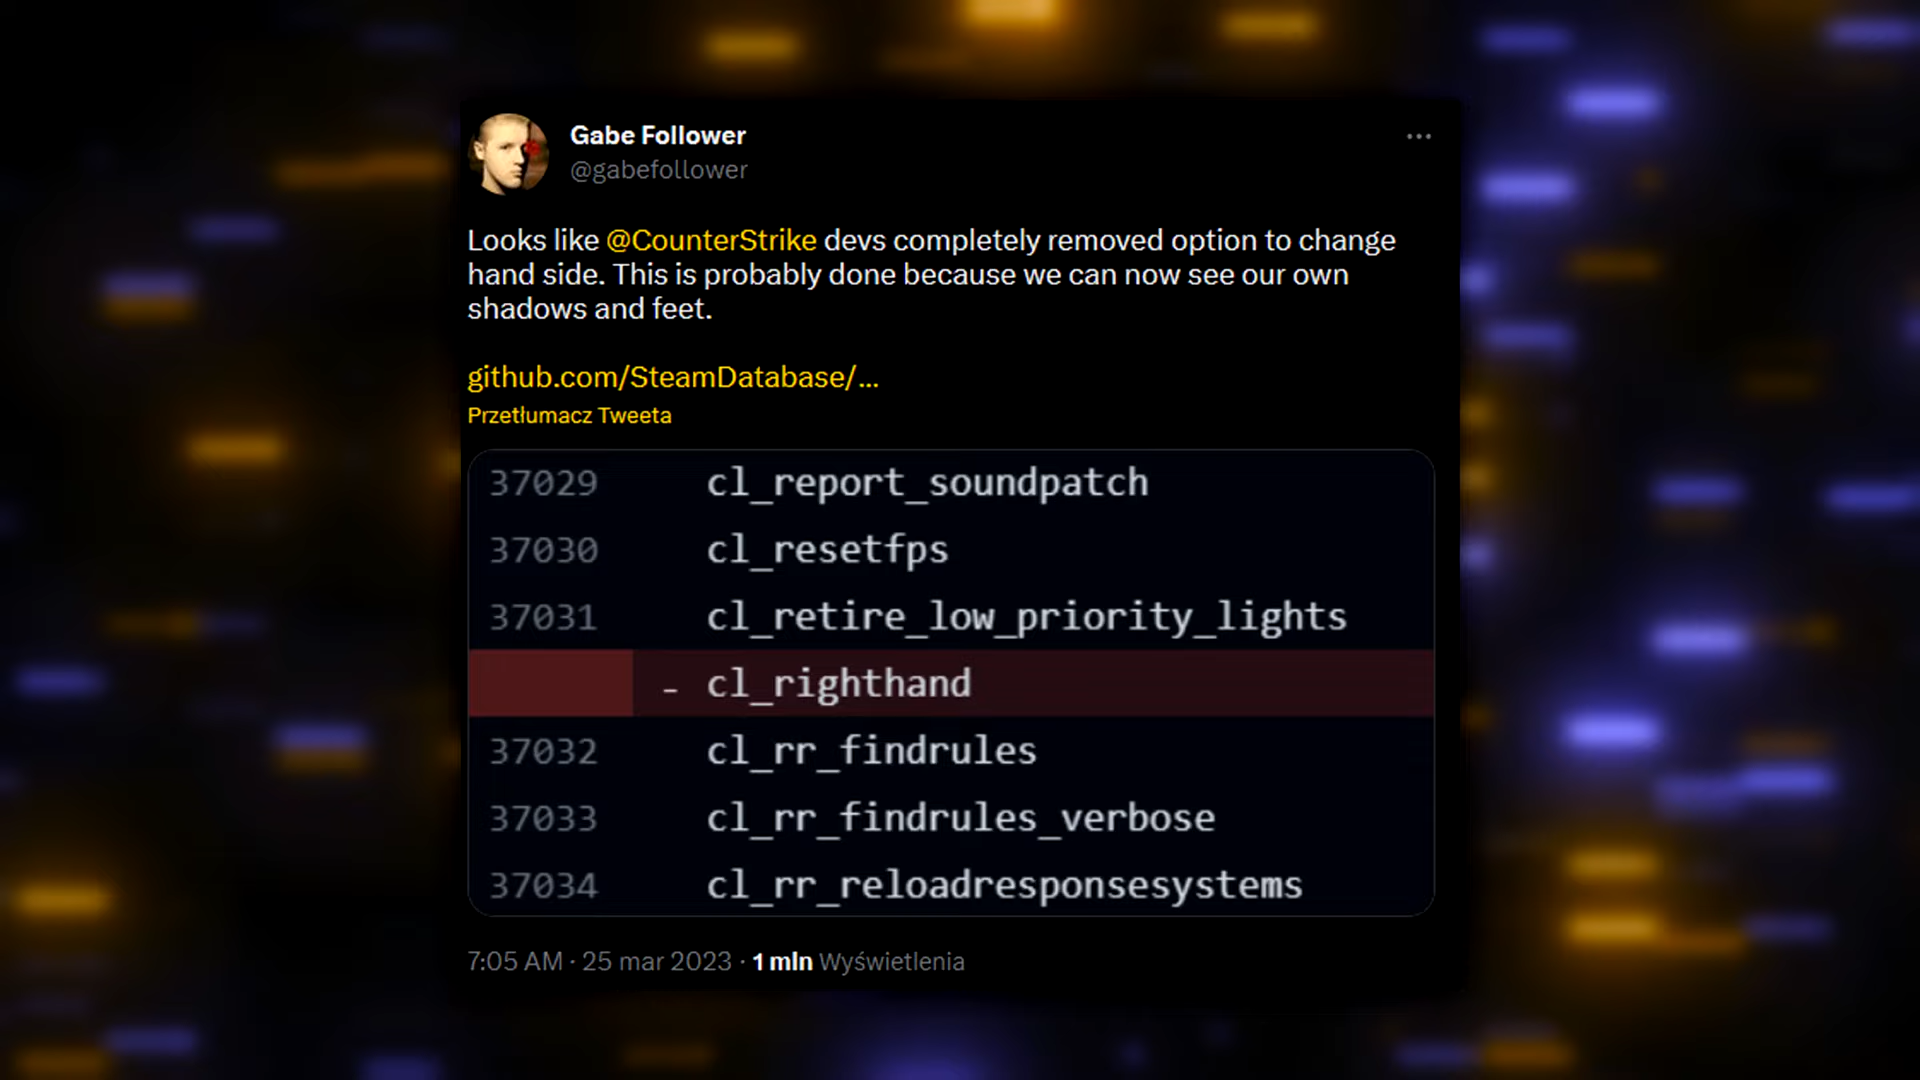 Gabe Follower
@gabefollower
Looks like @CounterStrike devs completely removed option to change
hand side. This is probably done because we can now see our own
shadows and feet.
github.com/SteamDatabase/...
Przetłumacz Tweeta
37029 cl_report_soundpatch
37030 cl_resetfps
37031 cl_retire_low_priority_lights
- cl_righthand
37032 cl_rr_findrules
37033 cl_rr_findrules_verbose
37034 cl_rr_reloadresponsesystems
7:05 AM · 25 mar 2023 · 1 mln Wyświetlenia